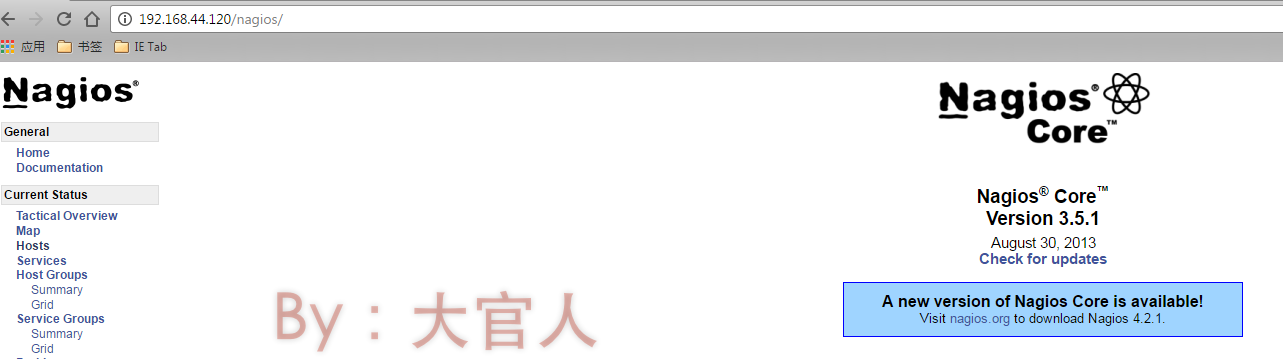 192.168.44.120/nagios/
应用 书签 IE Tab
Nagios®
General
Home
Documentation
Current Status
Tactical Overview
Map
Hosts
Services
Host Groups
Summary
Grid
Service Groups
Summary
Grid
Nagios®
Core™
Nagios® Core™
Version 3.5.1
August 30, 2013
Check for updates
A new version of Nagios Core is available!
Visit nagios.org to download Nagios 4.2.1.
By：大官人